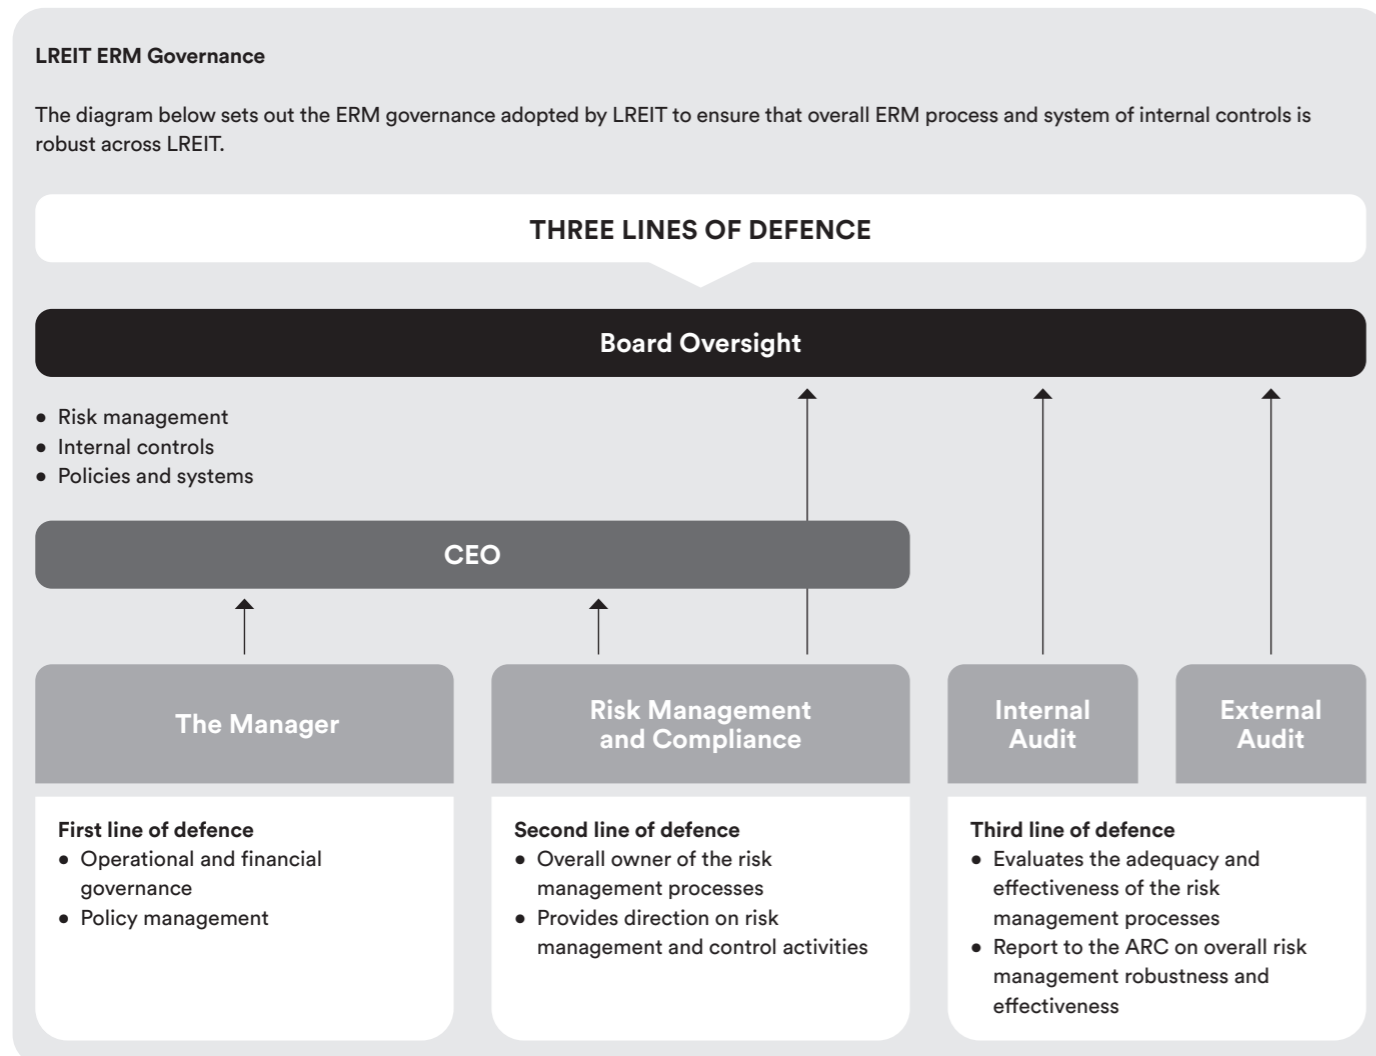 LREIT ERM Governance
The diagram below sets out the ERM governance adopted by LREIT to ensure that overall ERM process and system of internal controls is
robust across LREIT.
THREE LINES OF DEFENCE
Board Oversight
• Risk management
• Internal controls
• Policies and systems
CEO
The Manager
Risk Management
and Compliance
Internal
Audit
External
Audit
First line of defence
• Operational and financial
governance
• Policy management
Second line of defence
• Overall owner of the risk
management processes
• Provides direction on risk
management and control activities
Third line of defence
• Evaluates the adequacy and
effectiveness of the risk
management processes
• Report to the ARC on overall risk
management robustness and
effectiveness